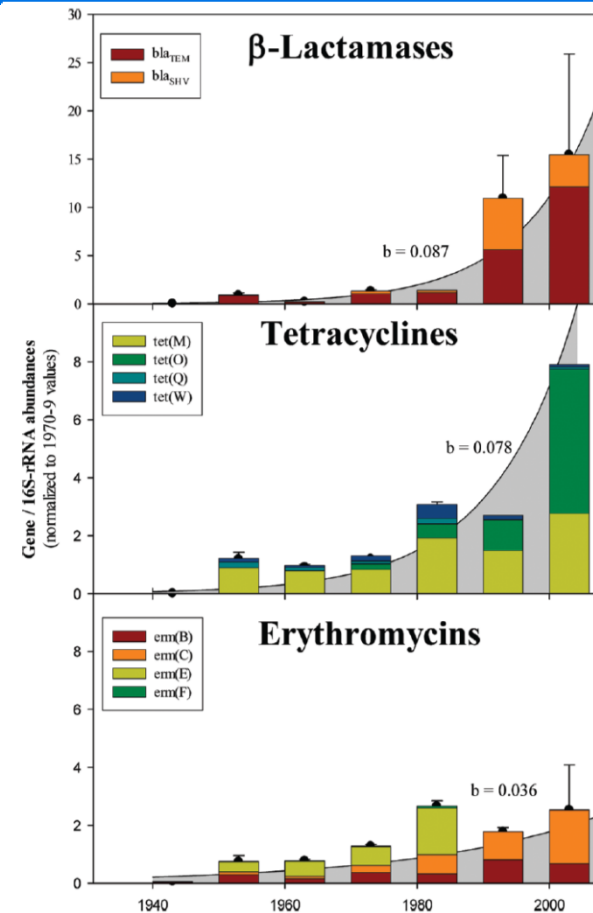 β-Lactamases
blaTEM
blaSHV
30
25
20
15
10
5
0
b = 0.087
Tetracyclines
tet(M)
tet(O)
tet(Q)
tet(W)
8
6
4
2
0
b = 0.078
Gene / 16S-rRNA abundances
(normalized to 1970-9 values)
Erythromycins
erm(B)
erm(C)
erm(E)
erm(F)
8
6
4
2
0
b = 0.036
1940 1960 1980 2000